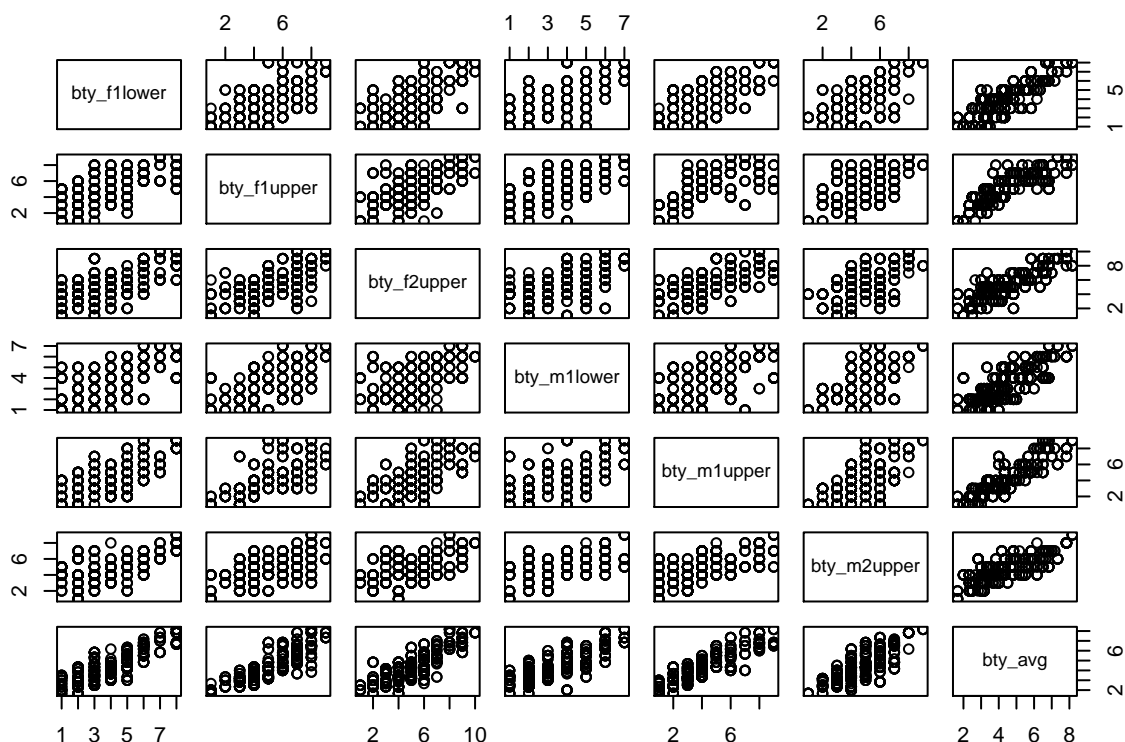 2 6 1 3 5 7 2 6
bty_f1lower 1 5
2 6 bty_f1upper
bty_f2upper 2 8
1 4 7 bty_m1lower
bty_m1upper 2 6
2 6 bty_m2upper
bty_avg 2 6
1 3 5 7 2 6 10 2 6 2 4 6 8